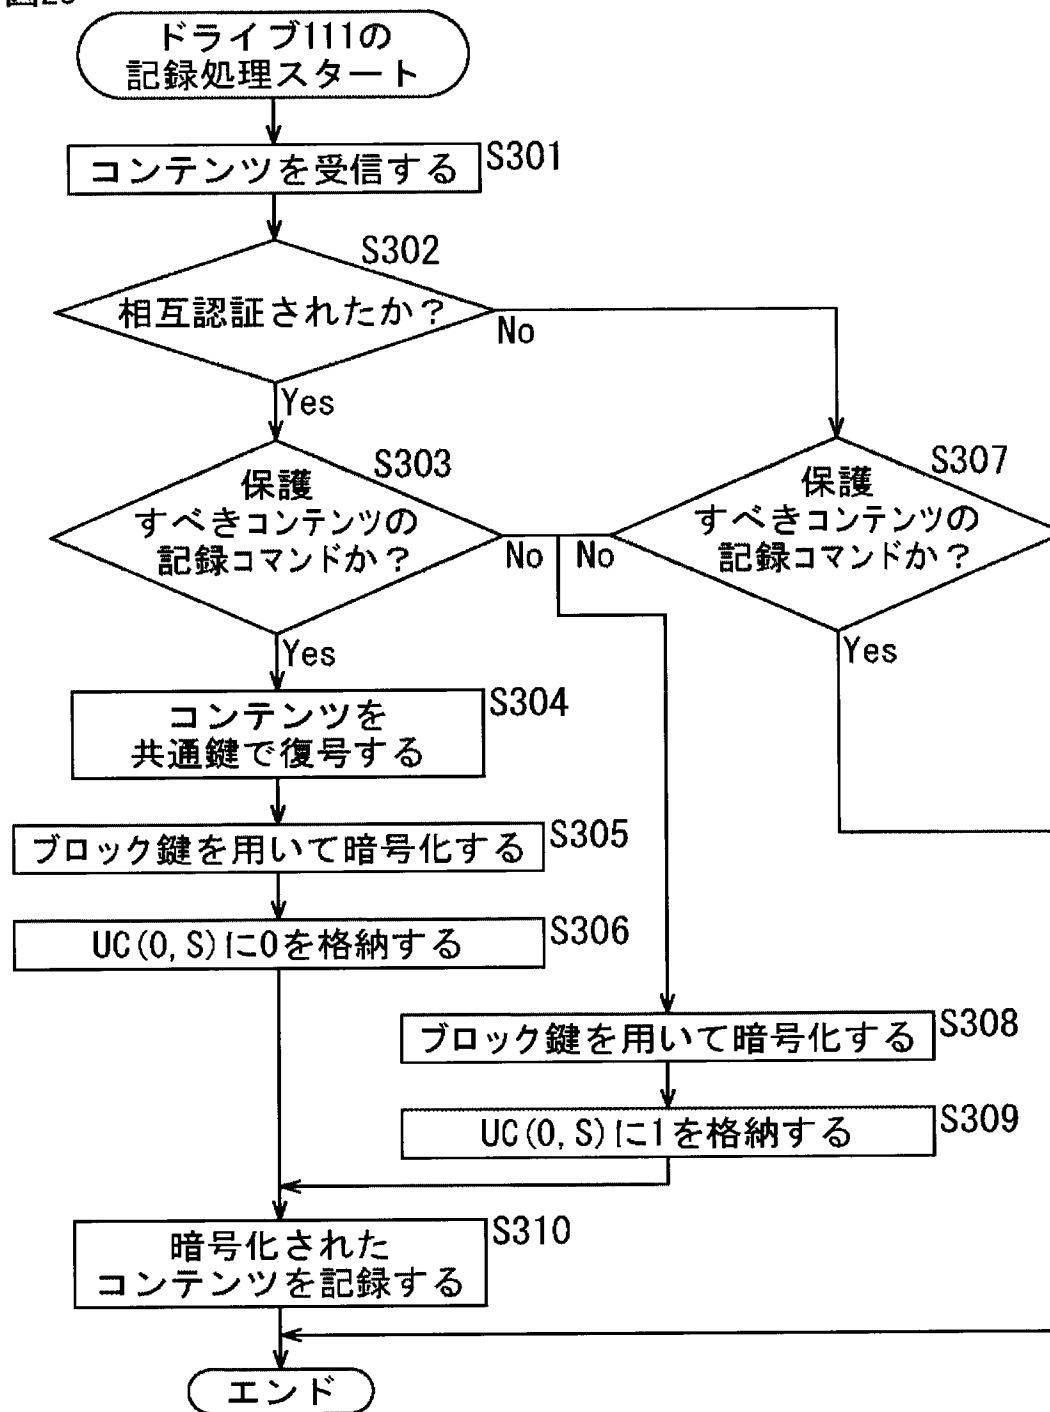 ドライブ111の
記録処理スタート
コンテンツを受信する
S301
S302
相互認証されたか？
No
Yes
S303
保護
すべきコンテンツの
記録コマンドか？
No
No
S307
保護
すべきコンテンツの
記録コマンドか？
Yes
Yes
S304
コンテンツを
共通鍵で復号する
ブロック鍵を用いて暗号化する
S305
UC(0,S)に0を格納する
S306
ブロック鍵を用いて暗号化する
S308
UC(0,S)に1を格納する
S309
S310
暗号化された
コンテンツを記録する
エンド